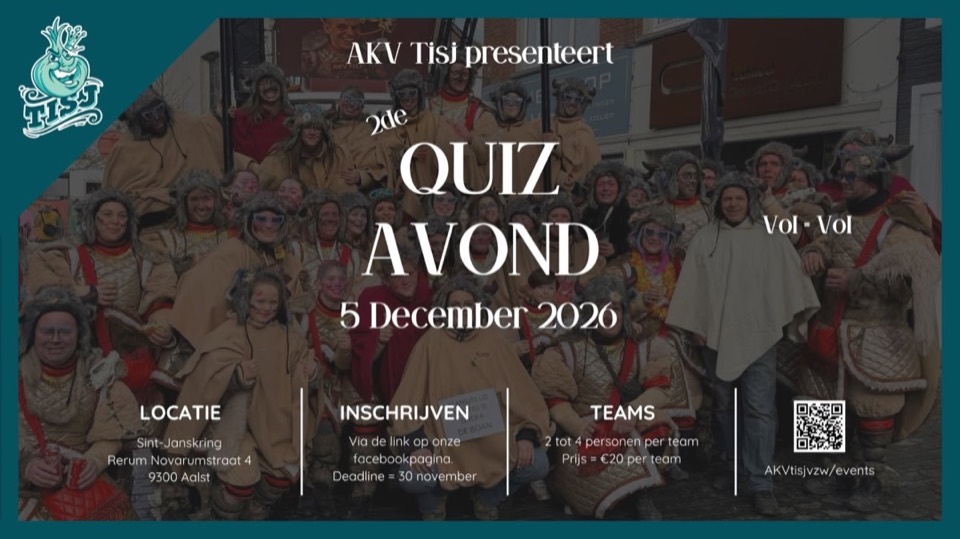 TISJ
AKV Tisj presenteert
2de
QUIZ
AVOND
Vol - Vol
5 December 2026
LOCATIE
Sint-Janskring
Rerum Novarumstraat 4
9300 Aalst
INSCHRIJVEN
Via de link op onze
facebookpagina.
Deadline = 30 november
TEAMS
2 tot 4 personen per team
Prijs = €20 per team
AKVtisjvzw/events